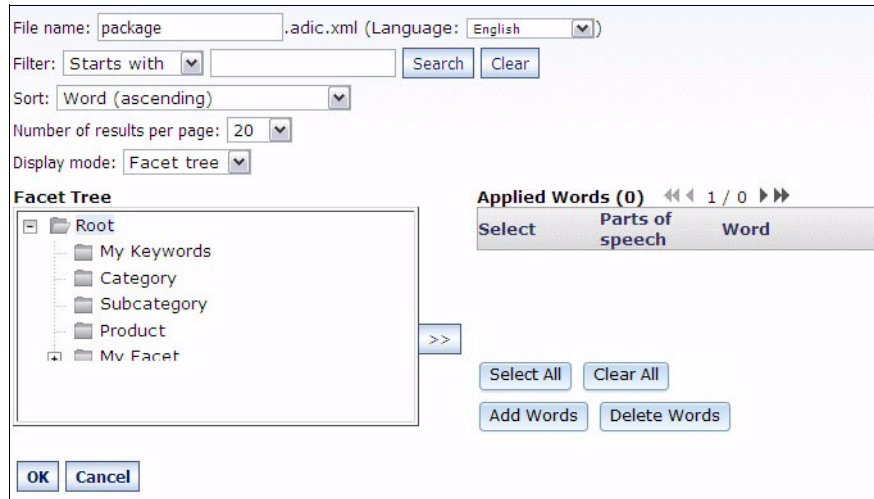 File name: package .adic.xml (Language: English )
Filter: Starts with Search Clear
Sort: Word (ascending)
Number of results per page: 20
Display mode: Facet tree
Facet Tree
Root
My Keywords
Category
Subcategory
Product
My Facet
>>
Applied Words (0) 1 / 0
Select Parts of speech Word
Select All Clear All
Add Words Delete Words
OK Cancel